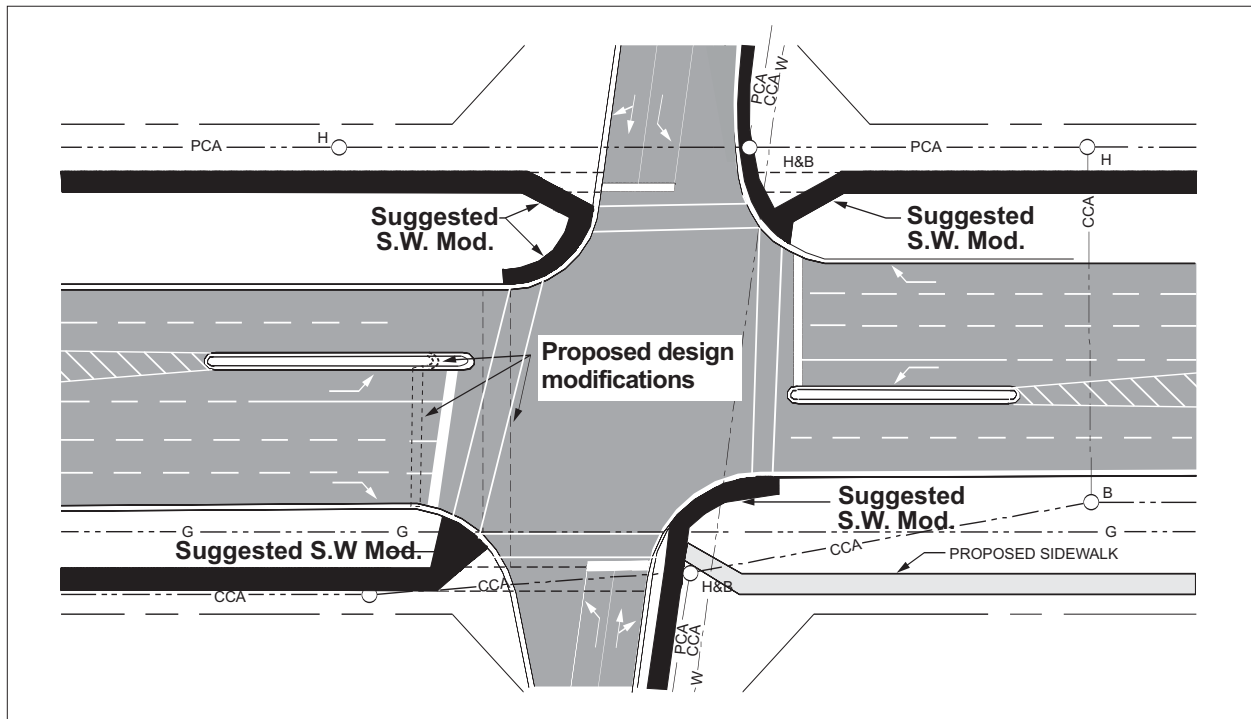 PCA
CCA
W
PCA
H
H&B
PCA
H
Suggested
S.W. Mod.
Suggested
S.W. Mod.
CCA
Proposed design
modifications
Suggested
S.W. Mod.
B
G
G
G
Suggested S.W Mod.
CCA
PROPOSED SIDEWALK
CCA
CCA
H&B
PCA
CCA
W